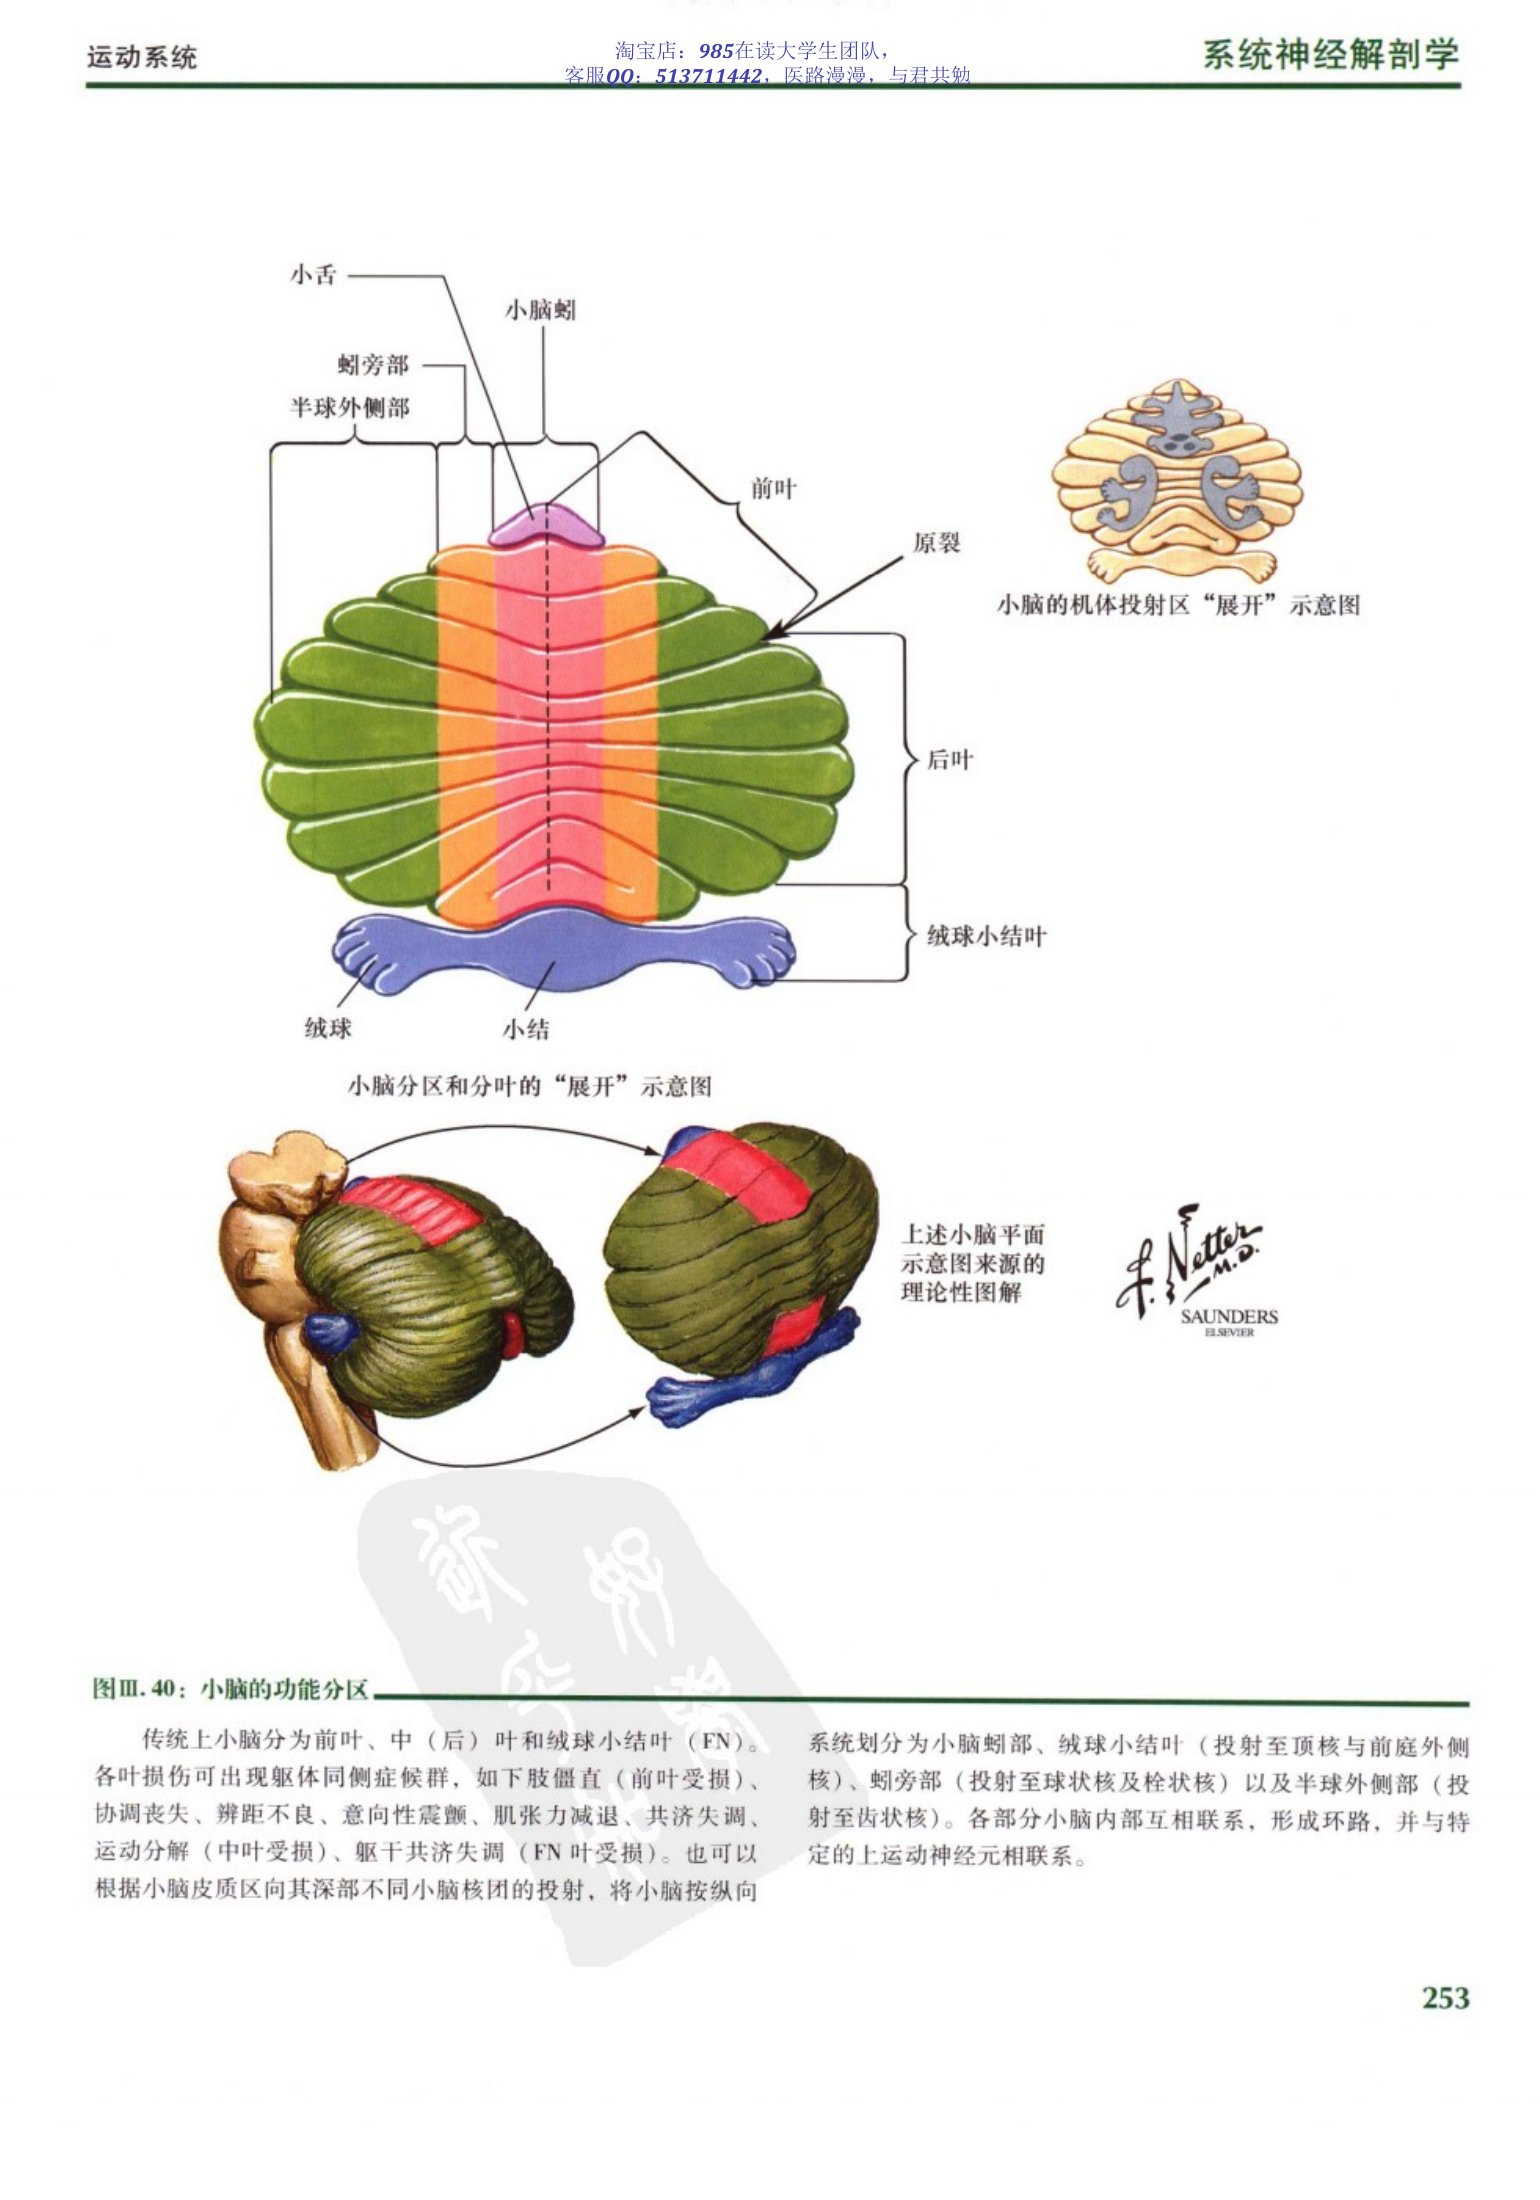 运动系统
淘宝店：985在读大学生团队，
客服QQ：513711442，医路漫漫，与君共勉
系统神经解剖学
小舌
小脑蚓
蚓旁部
半球外侧部
前叶
原裂
小脑的机体投射区“展开”示意图
后叶
绒球小结叶
绒球
小结
小脑分区和分叶的“展开”示意图
上述小脑平面
示意图来源的
理论性图解
F. Netter
M.D.
SAUNDERS
ELSEVIER
图Ⅲ. 40：小脑的功能分区
传统上小脑分为前叶、中（后）叶和绒球小结叶（FN）。
各叶损伤可出现躯体同侧症候群，如下肢僵直（前叶受损）、
协调丧失、辨距不良、意向性震颤、肌张力减退、共济失调、
运动分解（中叶受损）、躯干共济失调（FN 叶受损）。也可以
根据小脑皮质区向其深部不同小脑核团的投射，将小脑按纵向
系统划分为小脑蚓部、绒球小结叶（投射至顶核与前庭外侧
核）、蚓旁部（投射至球状核及栓状核）以及半球外侧部（投
射至齿状核）。各部分小脑内部互相联系，形成环路，并与特
定的上运动神经元相联系。
253